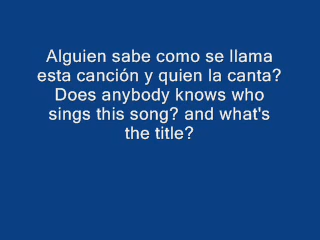 Alguien sabe como se llama
esta canción y quien la canta?
Does anybody knows who
sings this song? and what's
the title?